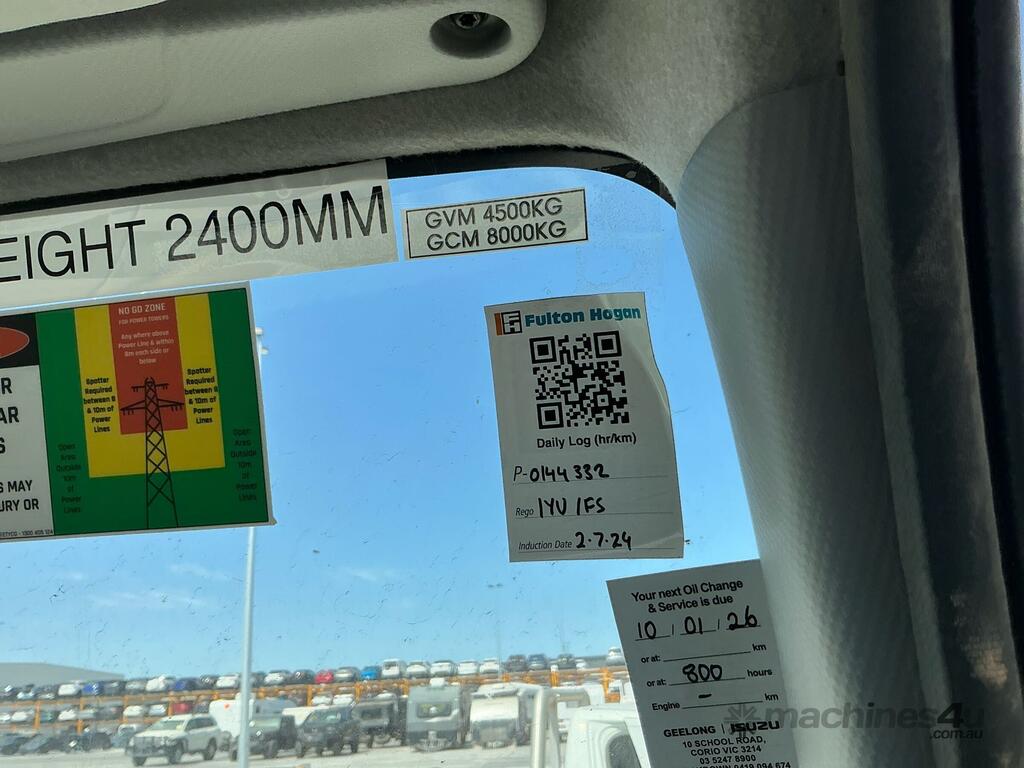 EIGHT 2400MM
GVM 4500KG
GCM 8000KG
NO GO ZONE
FOR POWER TOWERS
Any where above
Power Line & within
8m each side or
below
Spotter
Required
between 8
& 10m of
Power
Lines
Spotter
Required
between 8
& 10m of
Power
Lines
Open
Area
Outside
10m
of
Power
Lines
Open
Area
Outside
10m
of
Power
Lines
R
AR
S
S MAY
URY OR
FH Fulton Hogan
Daily Log (hr/km)
P-0144332
Rego 1YU 1FS
Induction Date 2.7.24
Your next Oil Change
& Service is due
10 / 01 / 26
or at: km
or at: 800 hours
Engine - km
GEELONG ISUZU
10 SCHOOL ROAD,
CORIO VIC 3214
03 5247 8900
0419 094 674
machines4u
.com.au